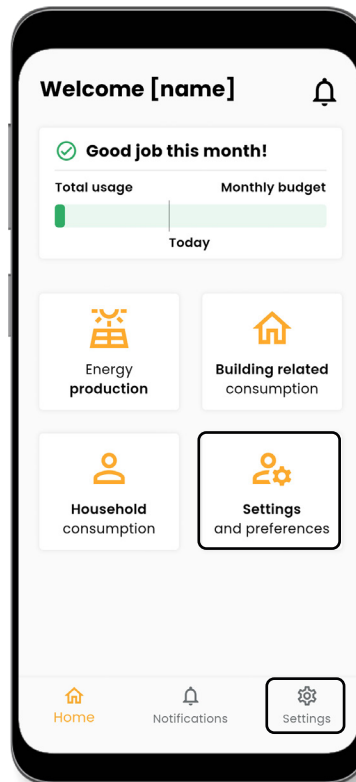 Welcome [name]
Good job this month!
Total usage Monthly budget
Today
Energy
production
Building related
consumption
Household
consumption
Settings
and preferences
Home Notifications Settings